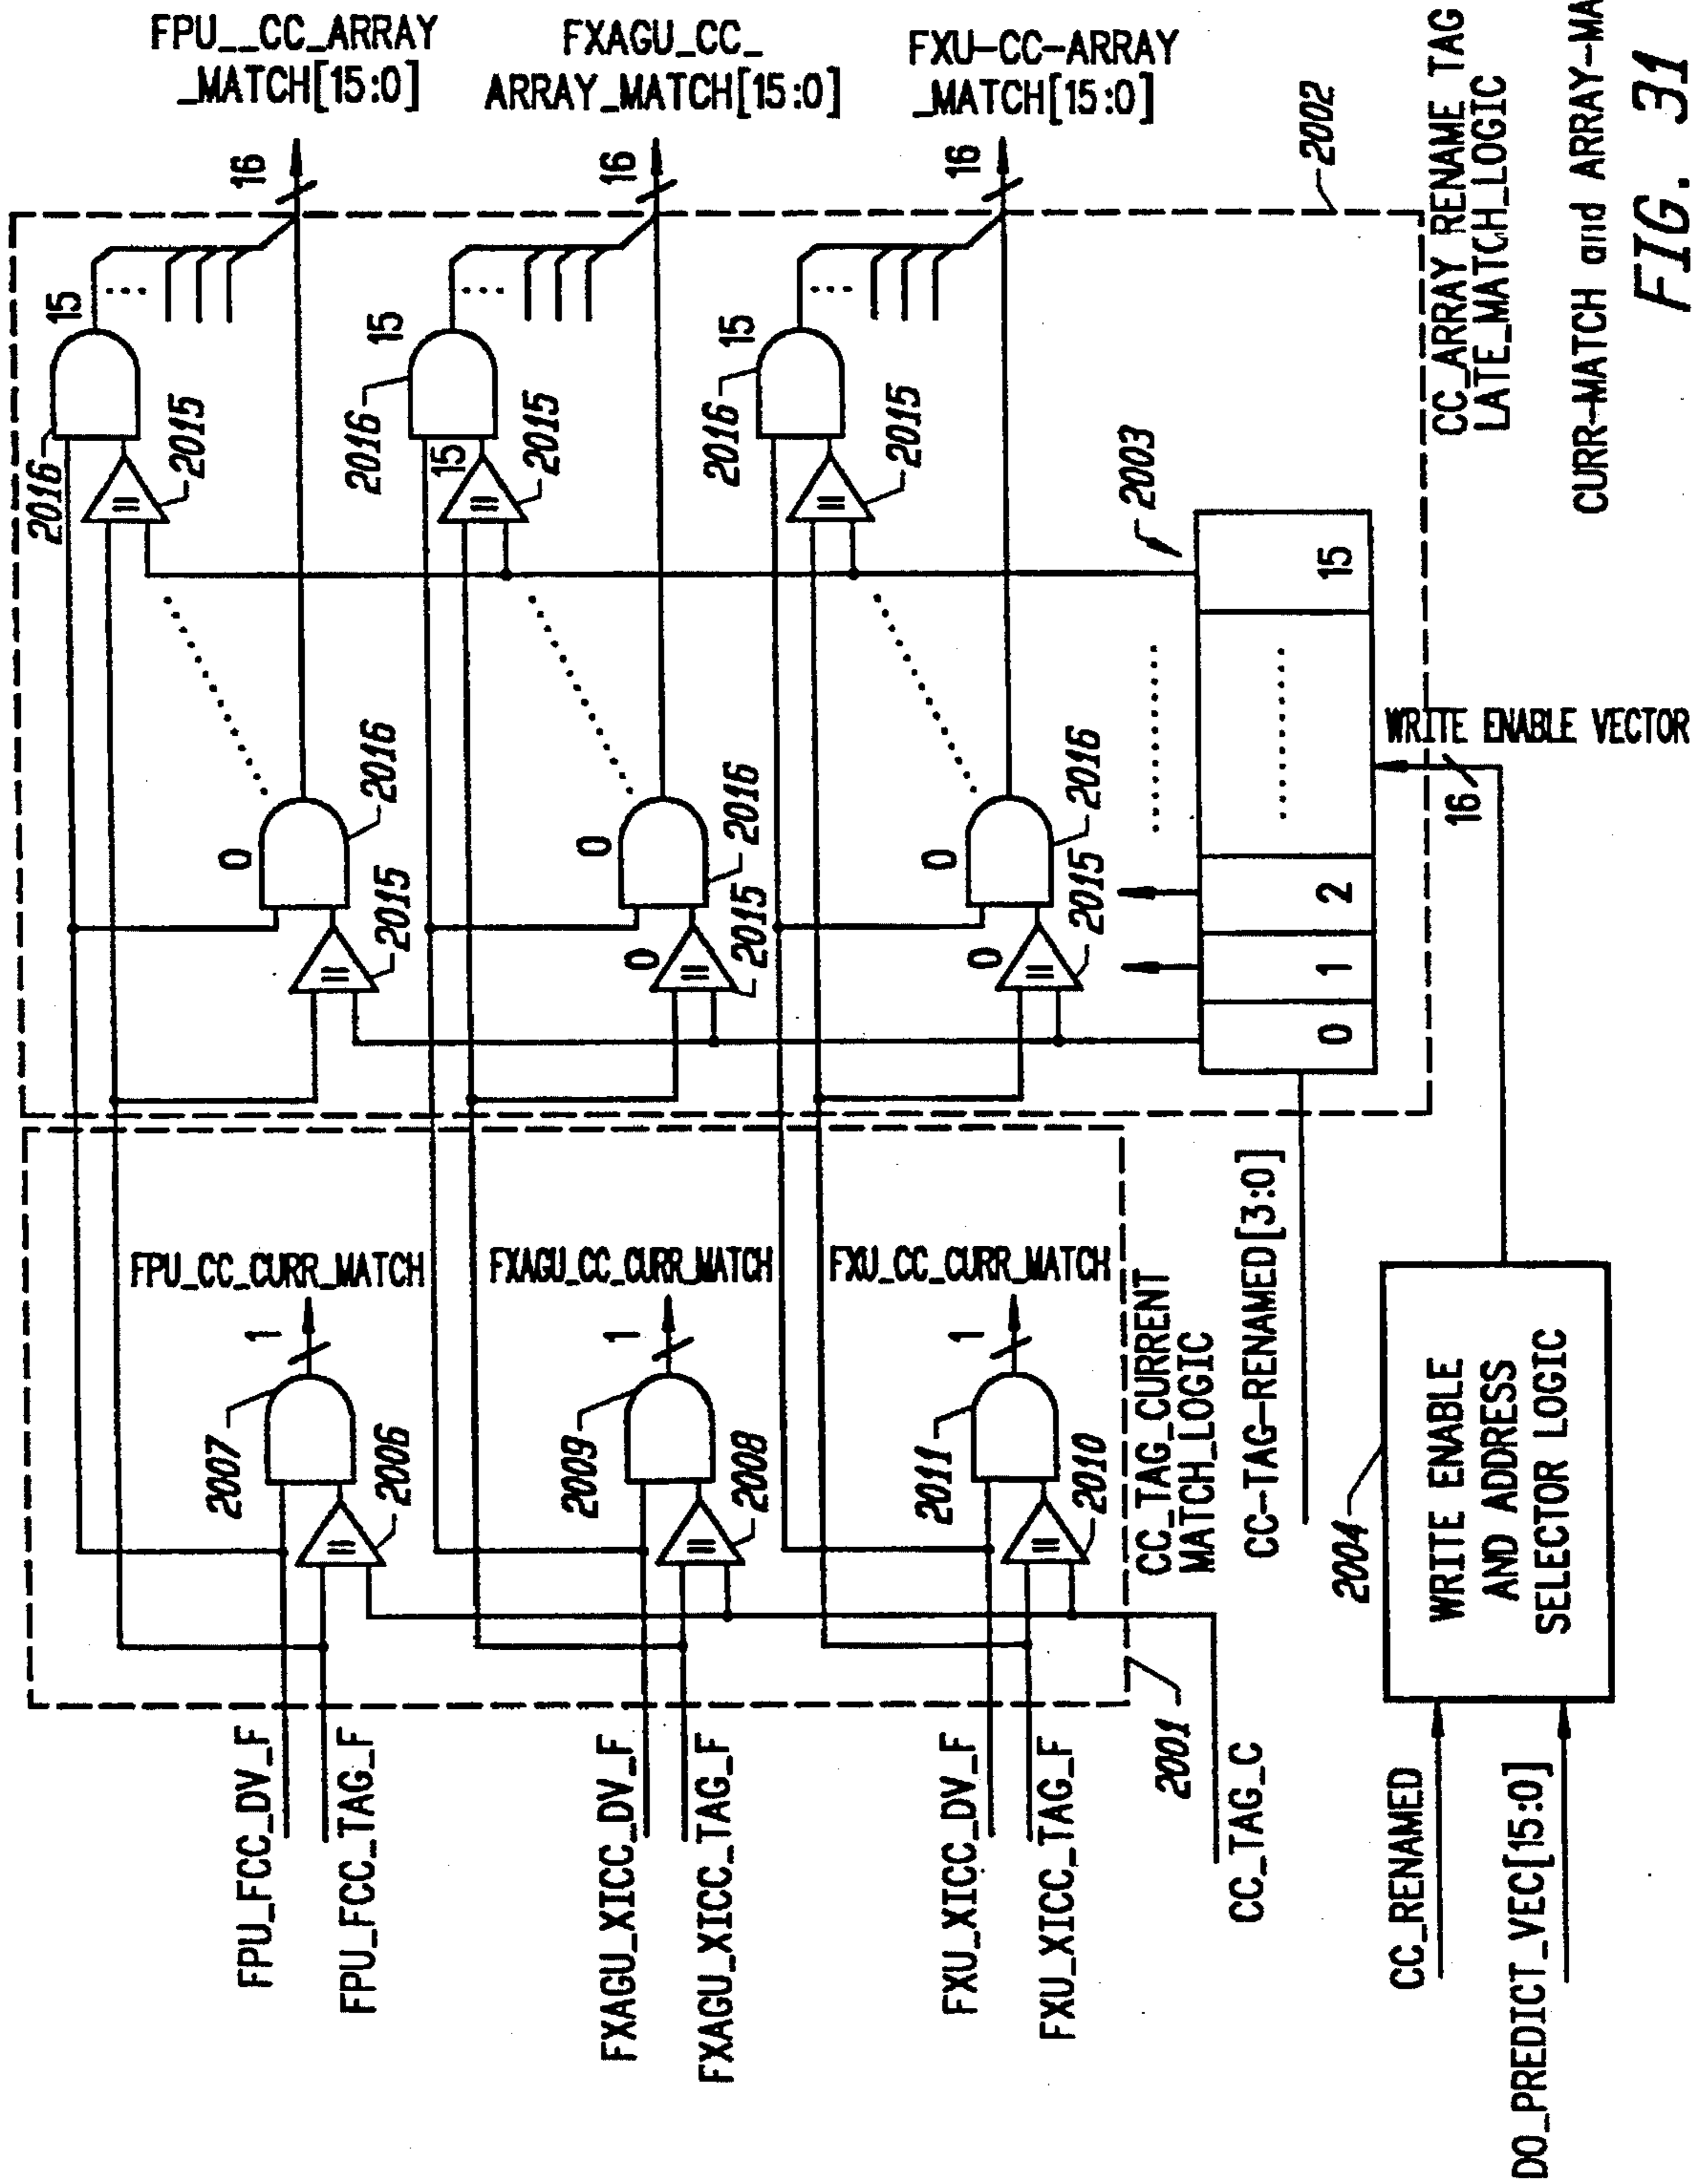 FPU__CC_ARRAY
_MATCH[15:0]
FXAGU_CC_
ARRAY_MATCH[15:0]
FXU-CC-ARRAY
_MATCH[15:0]
16
16
16
15
15
15
2016
2015
2016
15
2015
2016
2015
2002
2003
0
2016
2015
0
2016
0
2015
0
2016
0
2015
0
1
2
15
CC_ARRAY RENAME TAG
LATE_MATCH_LOGIC
WRITE ENABLE VECTOR
16
FPU_CC_CURR_MATCH
FXAGU_CC_CURR_MATCH
FXU_CC_CURR_MATCH
1
1
1
2007
2006
2009
2008
2011
2010
CC_TAG_CURRENT
MATCH_LOGIC
CC-TAG-RENAMED[3:0]
2004
WRITE ENABLE
AND ADDRESS
SELECTOR LOGIC
FPU_FCC_DV_F
FPU_FCC_TAG_F
FXAGU_XICC_DV_F
FXAGU_XICC_TAG_F
FXU_XICC_DV_F
FXU_XICC_TAG_F
2001
CC_TAG_C
CC_RENAMED
DO_PREDICT_VEC[15:0]
CURR-MATCH and ARRAY-MA
FIG. 31